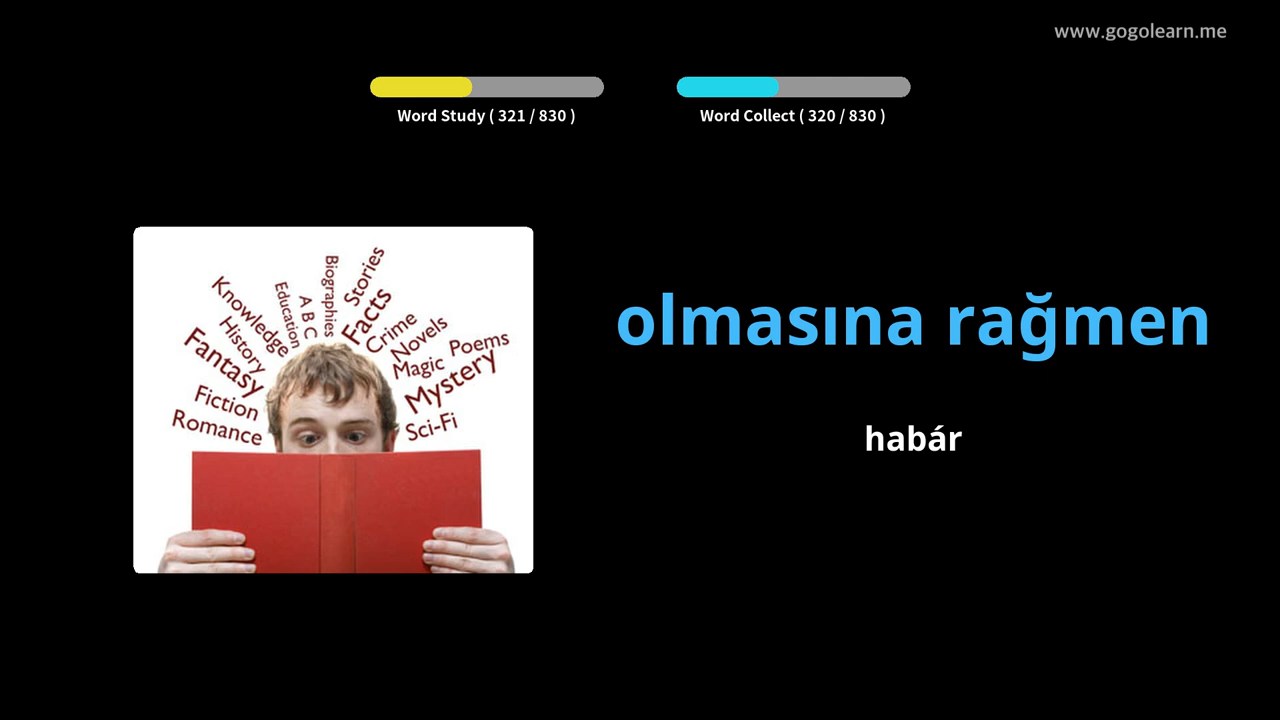 www.gogolearn.me
Word Study ( 321 / 830 )
Word Collect ( 320 / 830 )
Knowledge
History
Fantasy
Fiction
Romance
Education
A B C
Biographies
Stories
Facts
Crime
Novels
Magic
Poems
Mystery
Sci-Fi
olmasına rağmen
habár